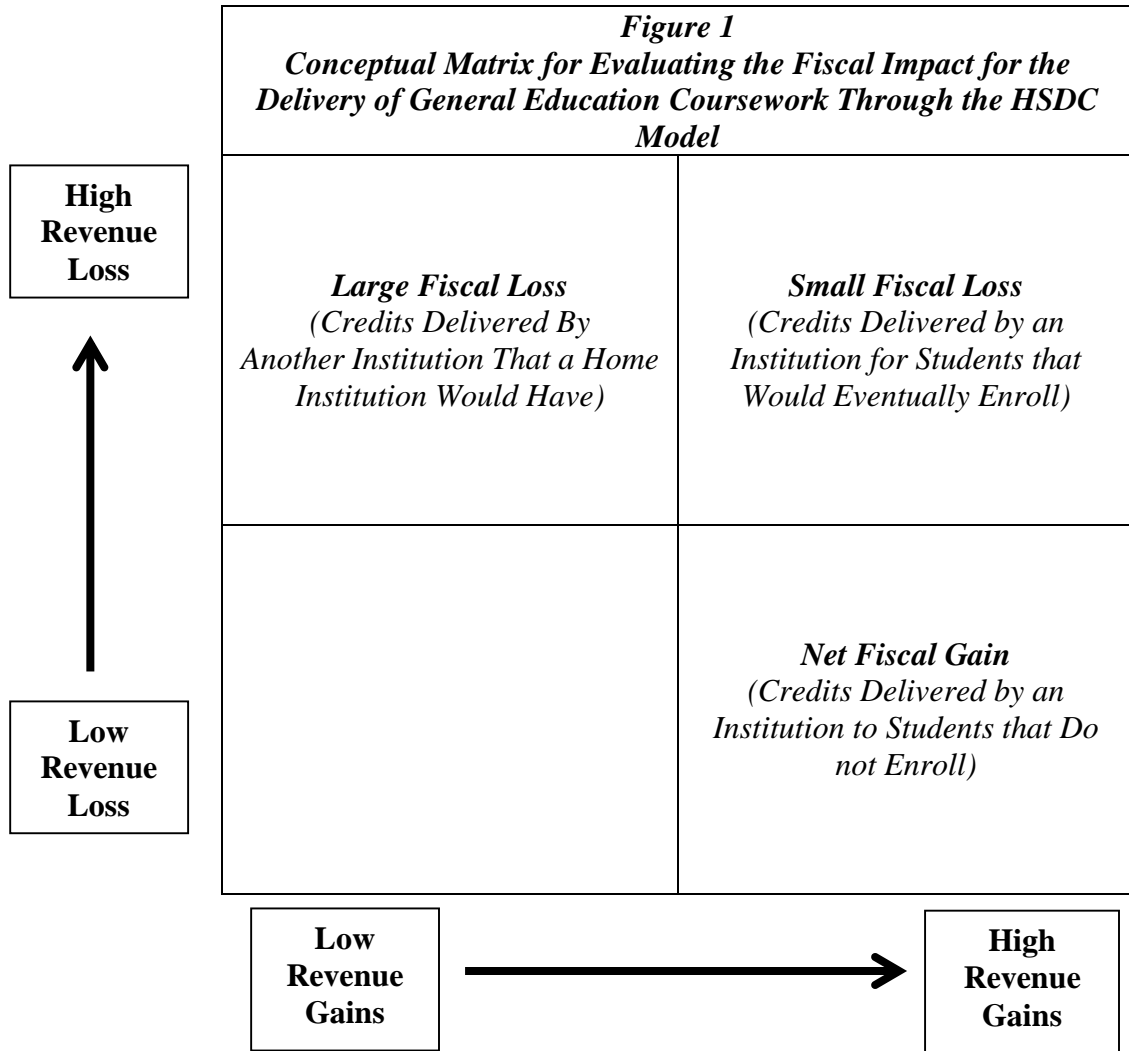 Figure 1
Conceptual Matrix for Evaluating the Fiscal Impact for the
Delivery of General Education Coursework Through the HSDC
Model
High
Revenue
Loss
Large Fiscal Loss
(Credits Delivered By
Another Institution That a Home
Institution Would Have)
Small Fiscal Loss
(Credits Delivered by an
Institution for Students that
Would Eventually Enroll)
Low
Revenue
Loss
Net Fiscal Gain
(Credits Delivered by an
Institution to Students that Do
not Enroll)
Low
Revenue
Gains
High
Revenue
Gains